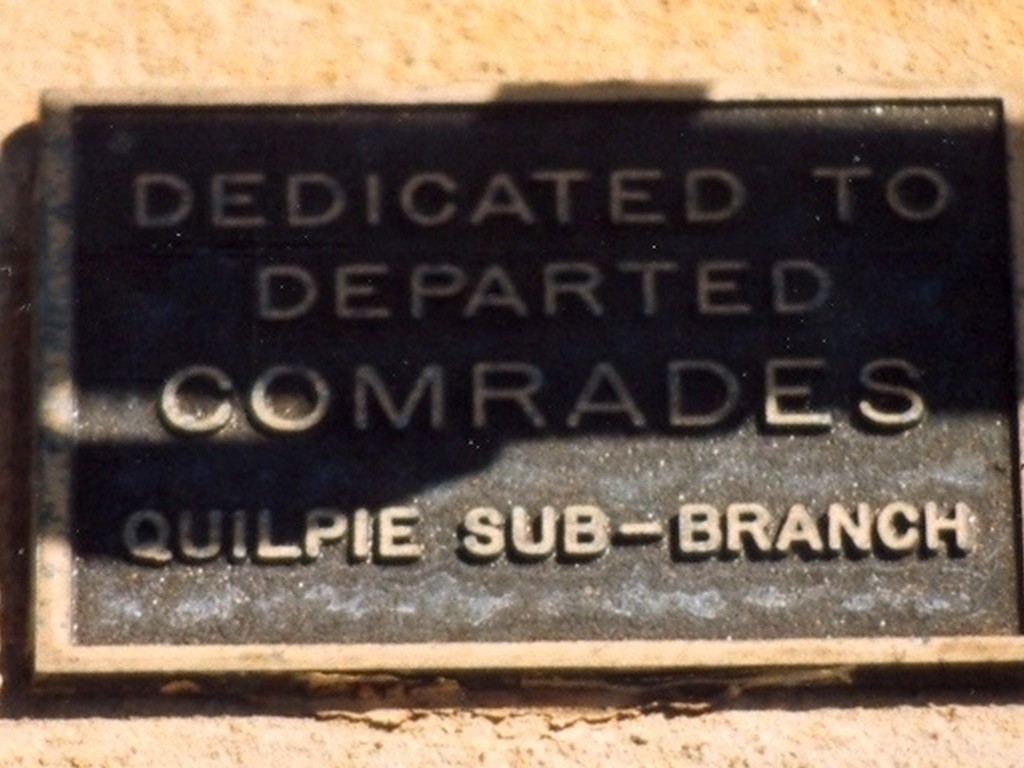 DEDICATED TO
DEPARTED
COMRADES
QUILPIE SUB-BRANCH